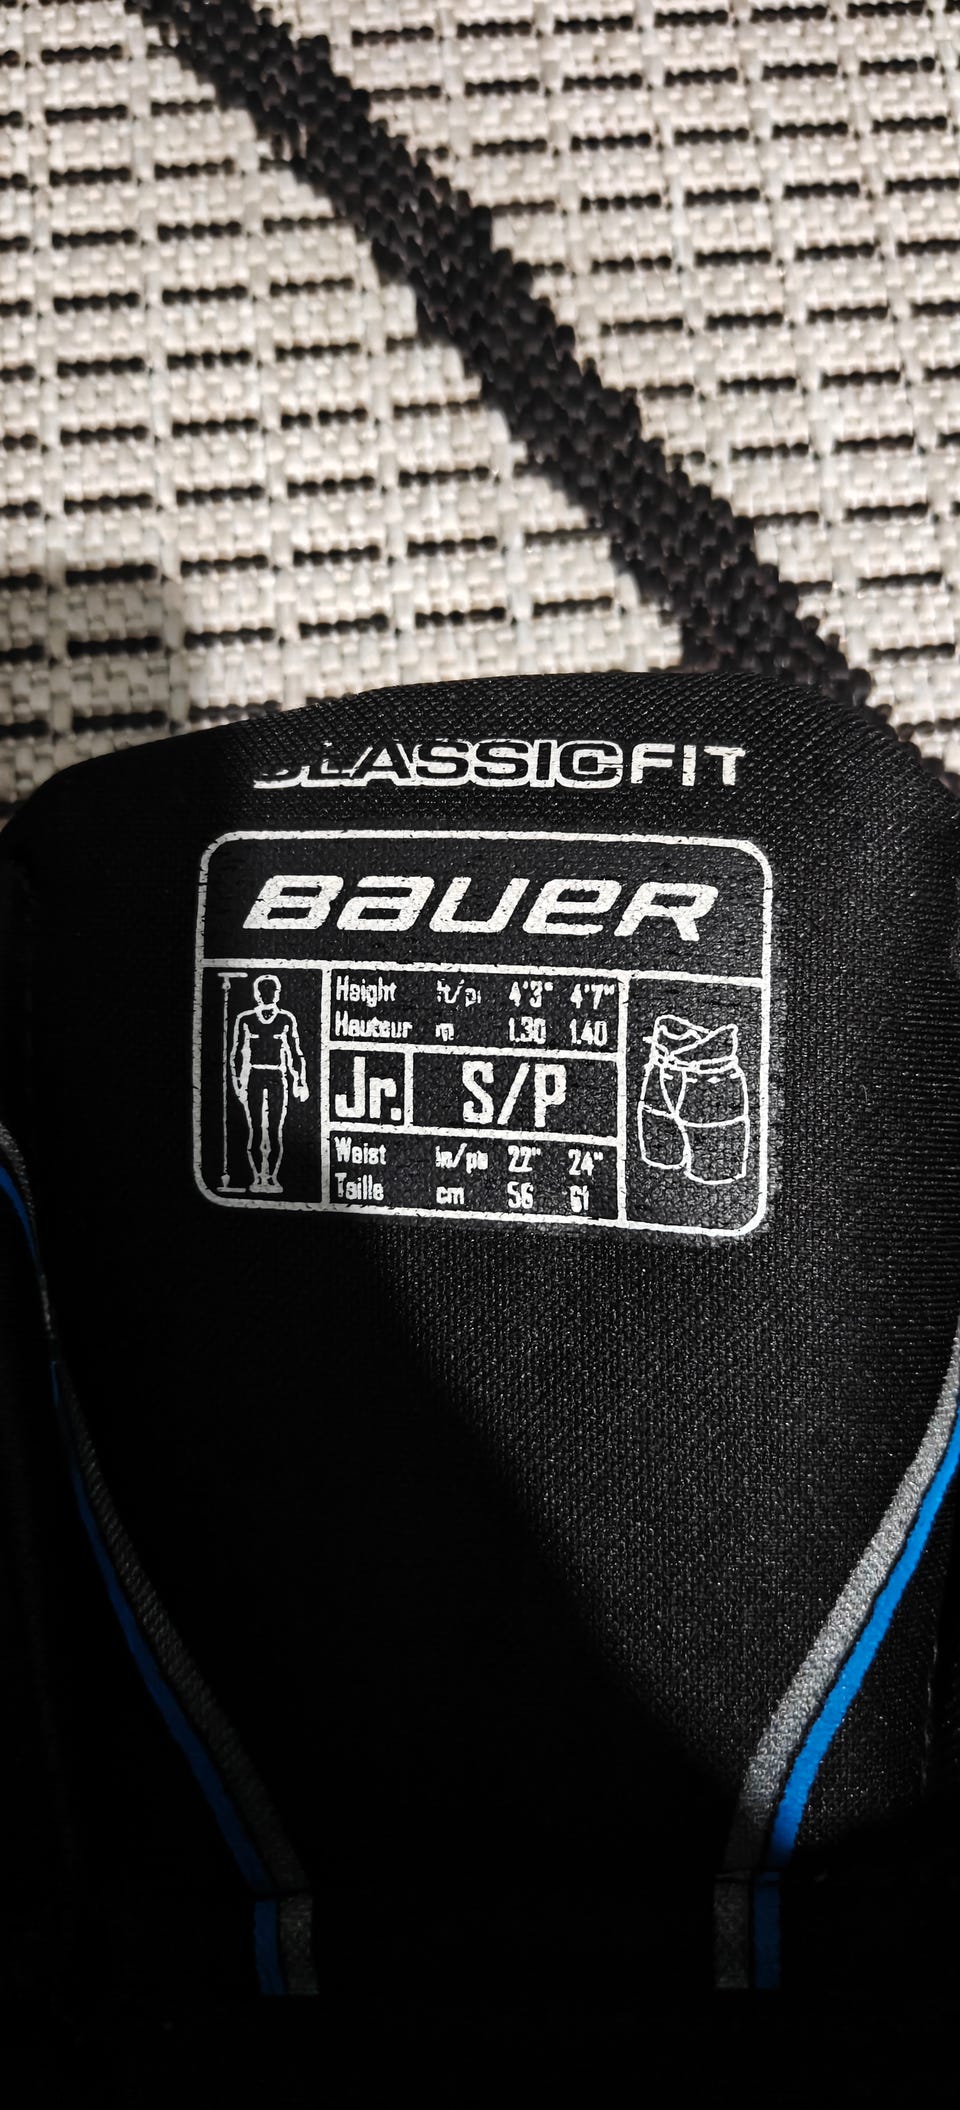 CLASSICFIT
BAUER
Height ft/pi 4'3" 4'7"
Hauteur m 1.30 1.40
Jr. S/P
Waist in/po 22" 24"
Taille cm 56 61